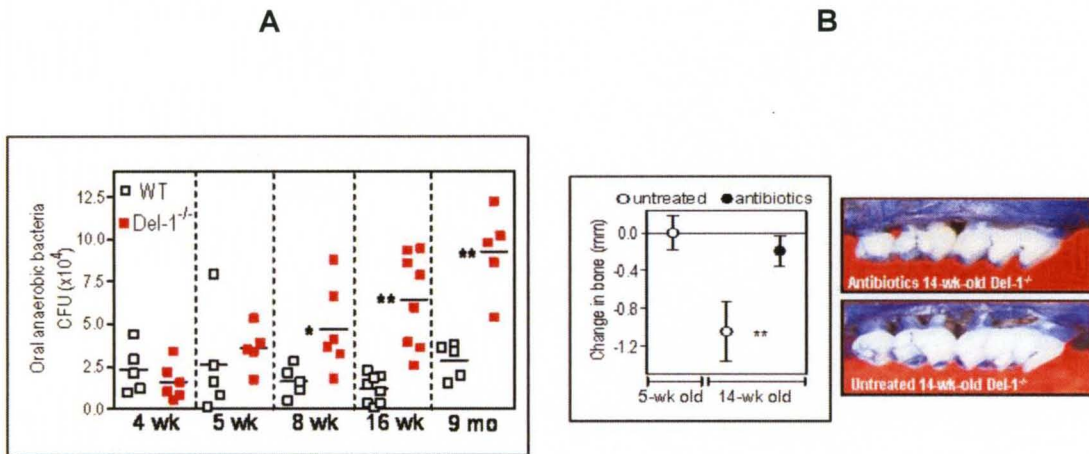 A
B
Oral anaerobic bacteria
CFU (x10⁴)
12.5
10.0
7.5
5.0
2.5
0.0
WT
Del-1⁻/⁻
*
**
**
4 wk
5 wk
8 wk
16 wk
9 mo
untreated
antibiotics
Change in bone (mm)
0.0
-0.4
-0.8
-1.2
**
5-wk old
14-wk old
Antibiotics 14-wk-old Del-1⁻/⁻
Untreated 14-wk-old Del-1⁻/⁻